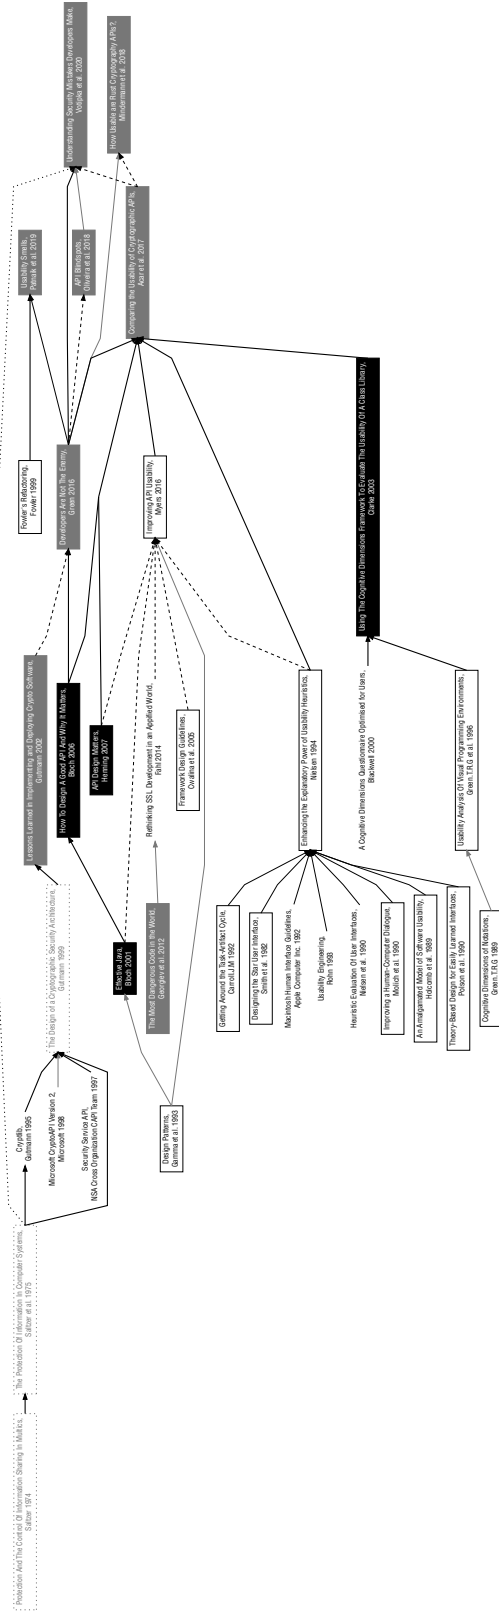 Understanding Security Mistakes Developers Make,
Votipka et al. 2020
How Usable are Rust Cryptography APIs?,
Mindermann et al. 2018
Usability Smells,
Patnaik et al. 2019
API Blindspots,
Oliveira et al. 2018
Comparing the Usability of Cryptographic APIs,
Acar et al. 2017
Fowler's Refactoring,
Fowler 1999
Developers Are Not The Enemy,
Green 2016
Improving API Usability,
Myers 2016
Using The Cognitive Dimensions Framework To Evaluate The Usability Of A Class Library,
Clarke 2003
Lessons Learned in Implementing and Deploying Crypto Software,
Gutmann 2002
How To Design A Good API And Why It Matters,
Bloch 2006
API Design Matters,
Henning 2007
Rethinking SSL Development in an Appified World,
Fahl 2014
Framework Design Guidelines,
Cwalina et al. 2005
Enhancing the Explanatory Power of Usability Heuristics,
Nielsen 1994
A Cognitive Dimensions Questionnaire Optimised for Users,
Blackwell 2000
Usability Analysis Of Visual Programming Environments,
Green.T.R.G et al. 1996
The Design of a Cryptographic Security Architecture,
Gutmann 1999
Effective Java,
Bloch 2001
The Most Dangerous Code in the World,
Georgiev et al. 2012
Getting Around the Task-Artifact Cycle,
Carroll.J.M 1992
Designing the Star User Interface,
Smith et al. 1982
Macintosh Human Interface Guidelines,
Apple Computer Inc. 1992
Usability Engineering,
Rohn 1993
Heuristic Evaluation Of User Interfaces,
Nielsen et al. 1990
Improving a Human-Computer Dialogue,
Molich et al. 1990
An Amalgamated Model of Software Usability,
Holcomb et al. 1989
Theory-Based Design for Easily Learned Interfaces,
Polson et al. 1990
Cognitive Dimensions of Notations,
Green.T.R.G 1989
Cryptlib,
Gutmann 1995
Microsoft CryptoAPI Version 2,
Microsoft 1998
Security Service API,
NSA Cross Organization CAPI Team 1997
Design Patterns,
Gamma et al. 1993
The Protection Of Information In Computer Systems,
Saltzer et al. 1975
Protection And The Control Of Information Sharing In Multics,
Saltzer 1974